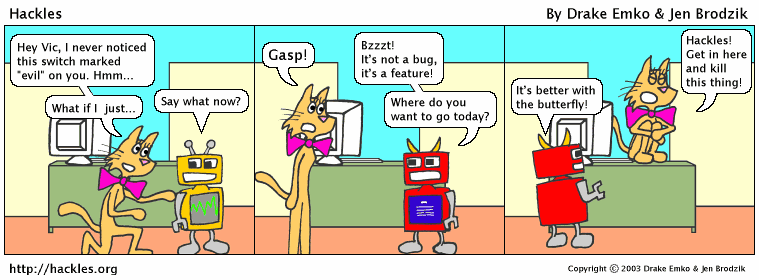 Hackles
By Drake Emko & Jen Brodzik
Hey Vic, I never noticed
this switch marked
"evil" on you. Hmm...
What if I just...
Say what now?
Gasp!
Bzzzt!
It's not a bug,
it's a feature!
Where do you
want to go today?
It's better with
the butterfly!
Hackles!
Get in here
and kill
this thing!
http://hackles.org
Copyright © 2003 Drake Emko & Jen Brodzik